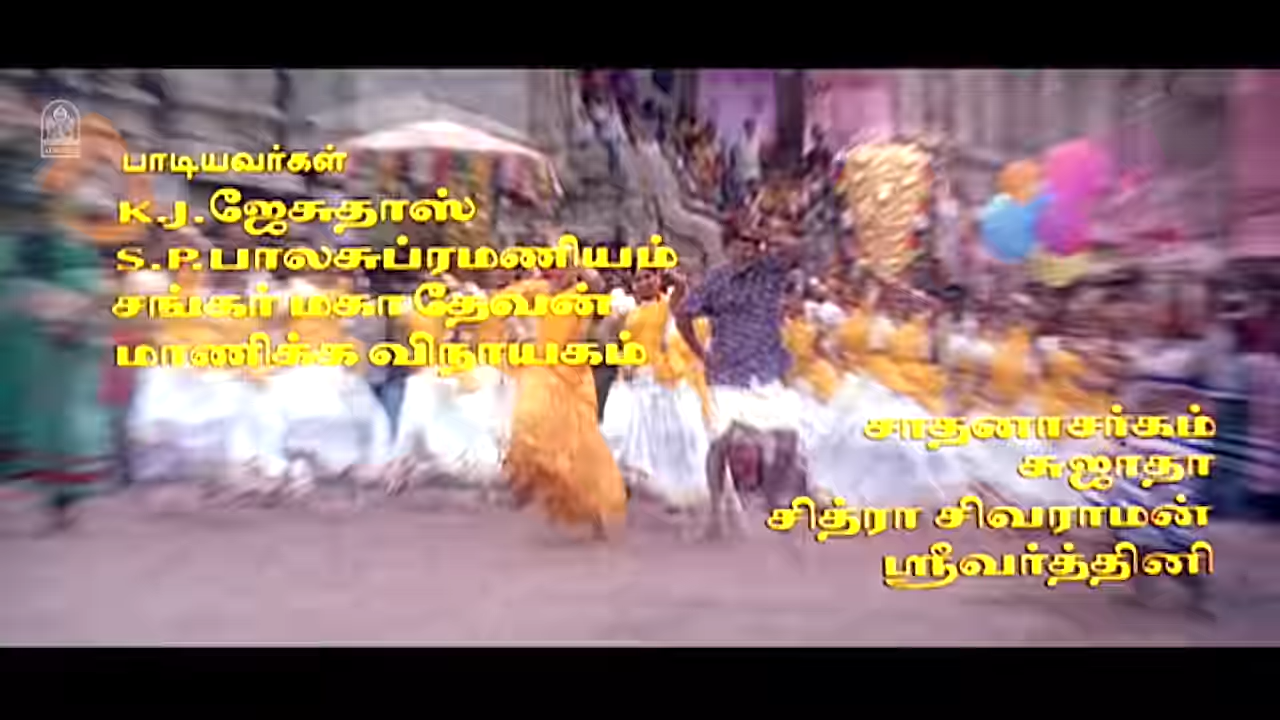 பாடியவர்கள்
K.J.ஜேசுதாஸ்
S.P.பாலசுப்ரமணியம்
சங்கர் மகாதேவன்
மாணிக்க விநாயகம்
சாதனாசர்கம்
சுஜாதா
சித்ரா சிவராமன்
ஸ்ரீவர்த்தினி